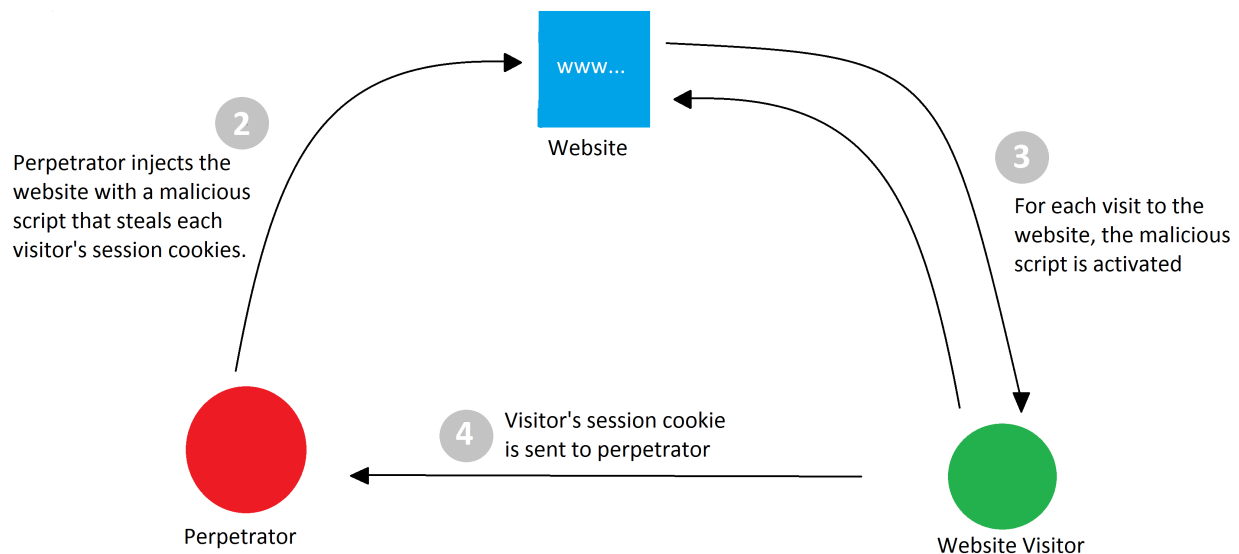 www...
Website
2
Perpetrator injects the
website with a malicious
script that steals each
visitor's session cookies.
3
For each visit to the
website, the malicious
script is activated
4
Visitor's session cookie
is sent to perpetrator
Perpetrator
Website Visitor